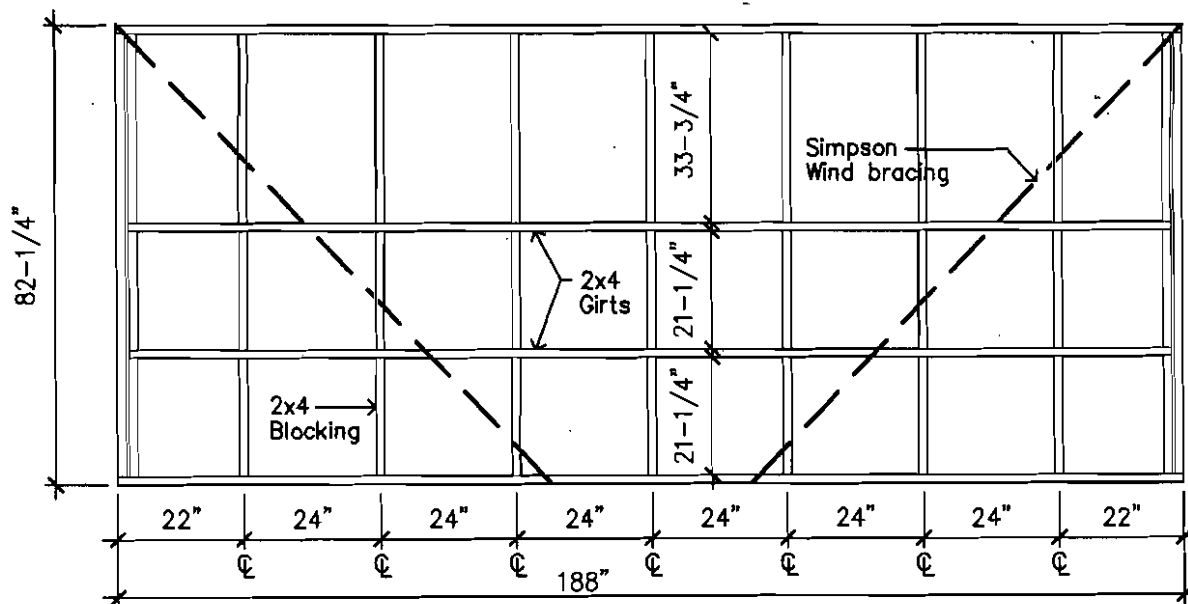 82-1/4"
33-3/4"
Simpson
Wind bracing
2x4
Girts
21-1/4"
2x4
Blocking
21-1/4"
22" 24" 24" 24" 24" 24" 24" 22"
℄ ℄ ℄ ℄ ℄ ℄ ℄
188"